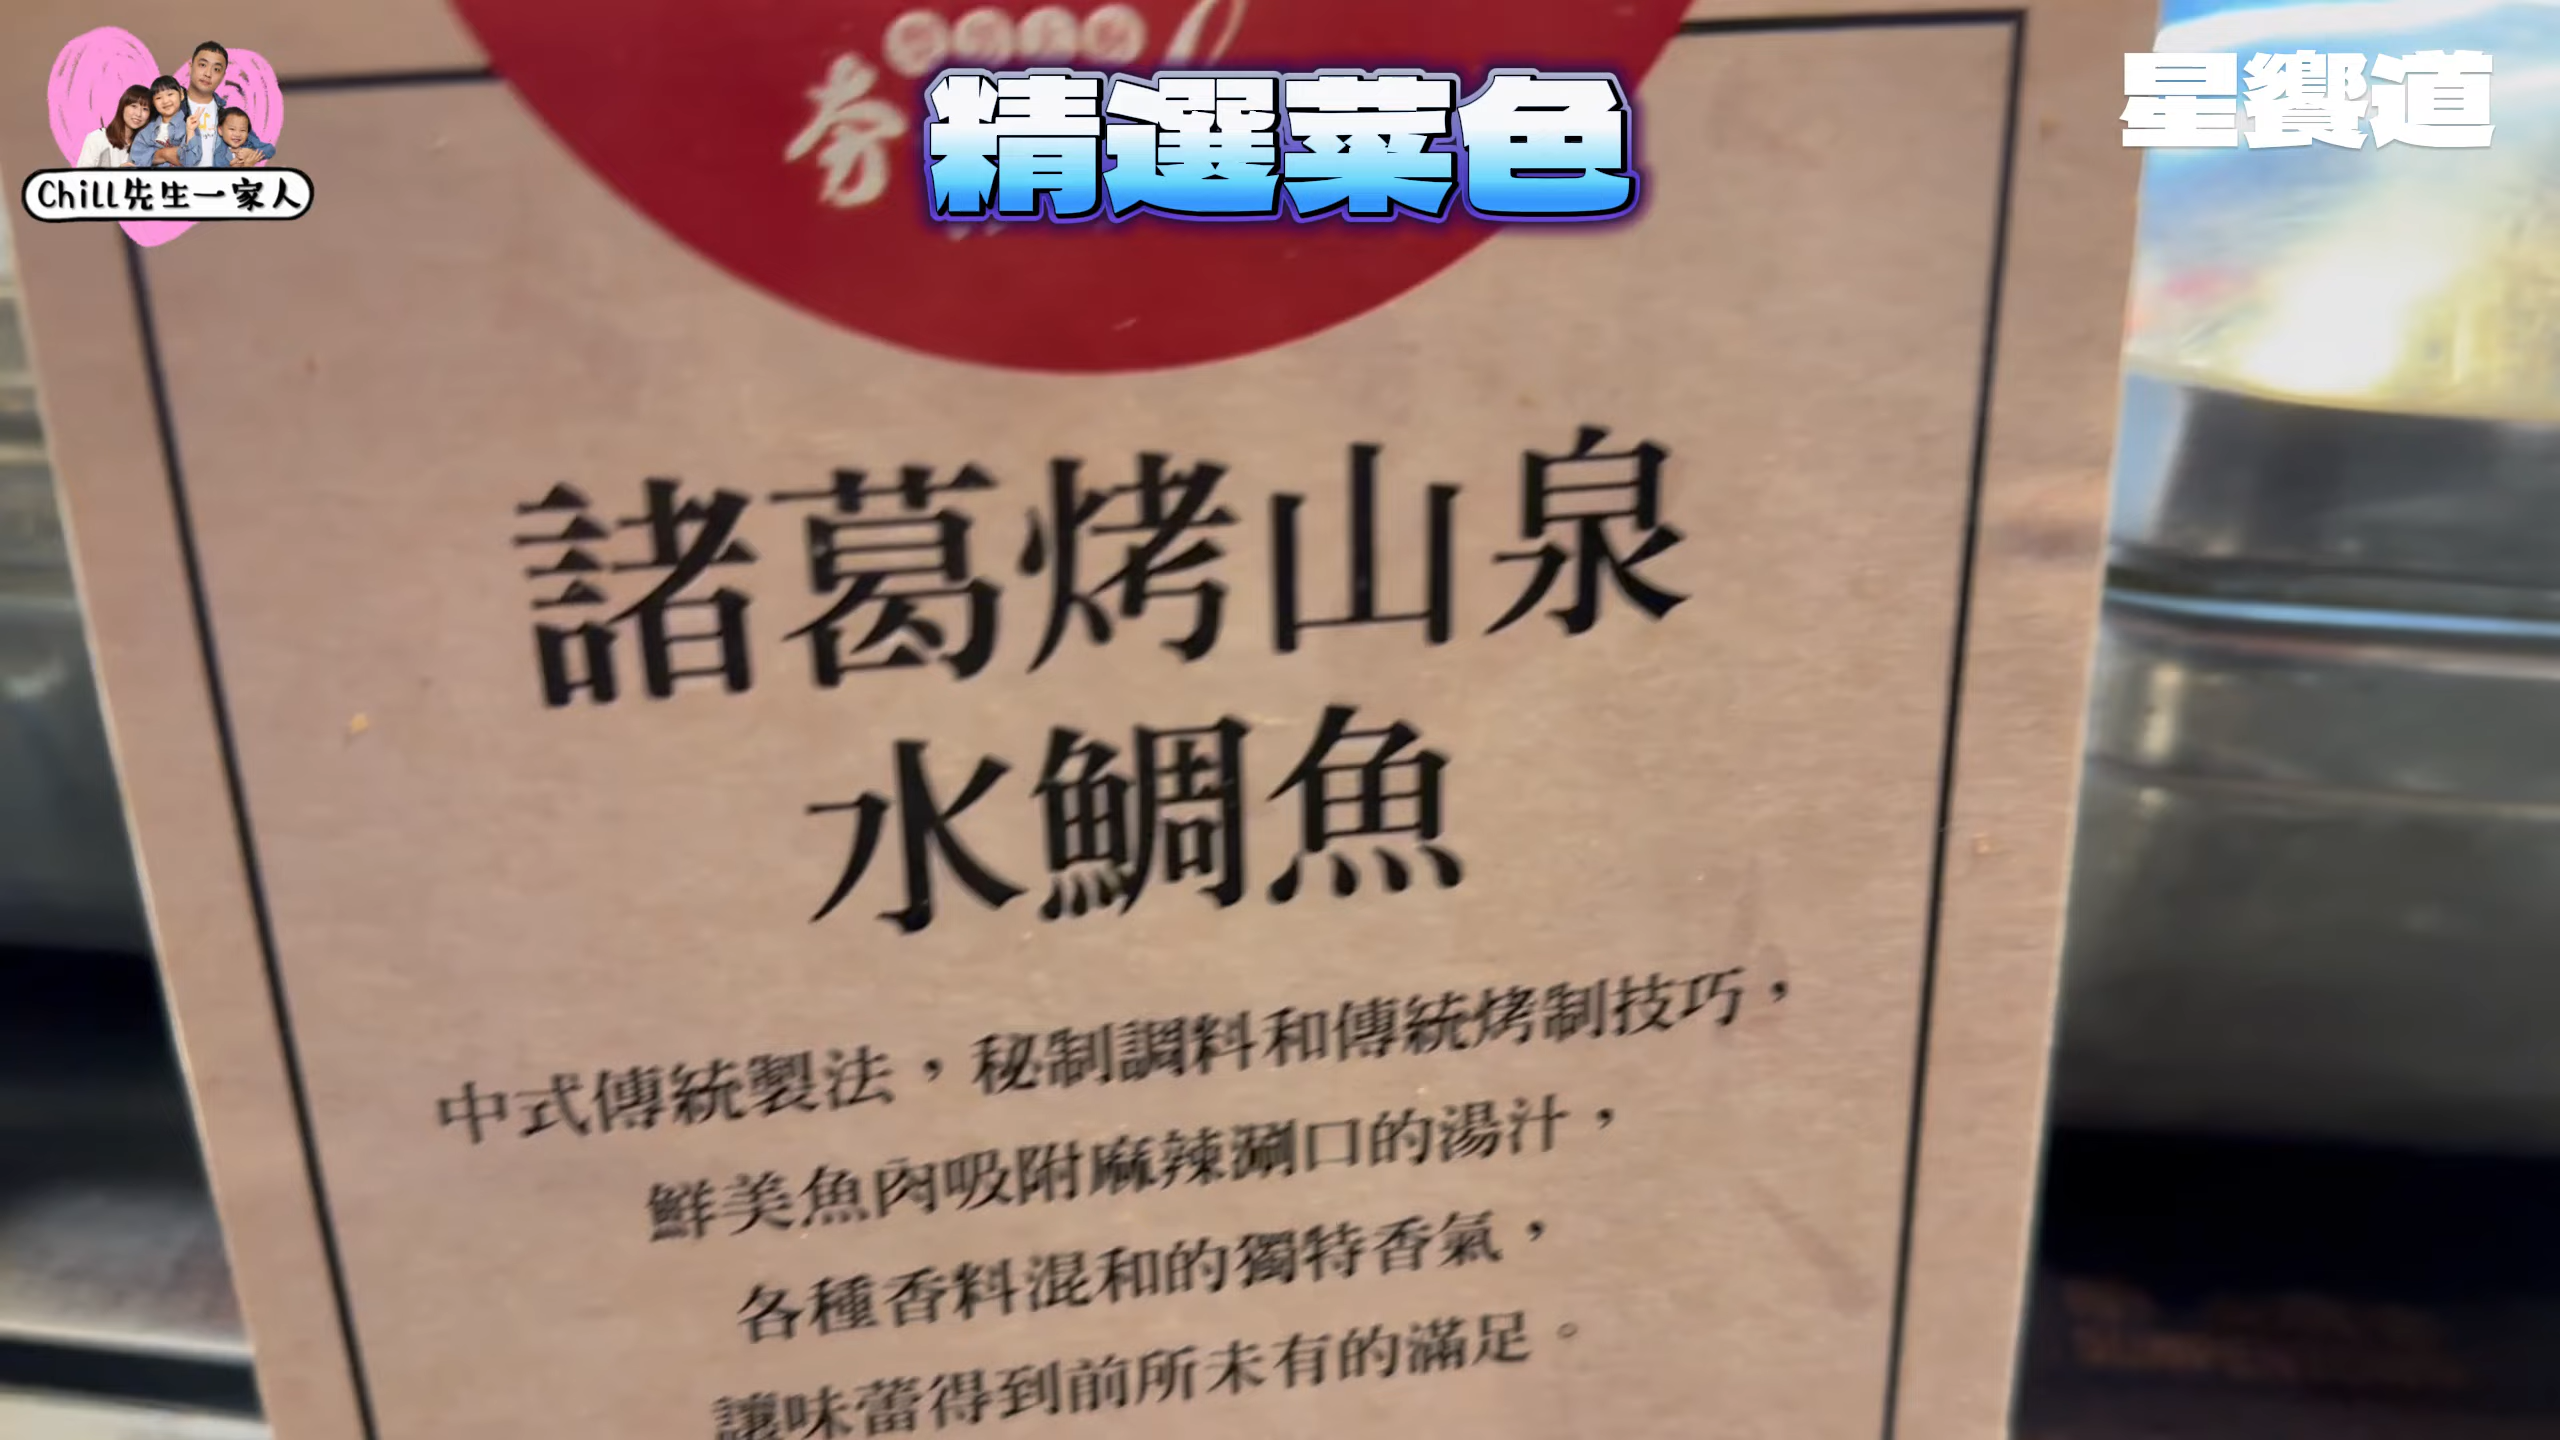 Chill先生一家人
精選菜色
星饗道
諸葛烤山泉
水鯛魚
中式傳統製法，秘制調料和傳統烤制技巧，
鮮美魚肉吸附麻辣涮口的湯汁，
各種香料混和的獨特香氣，
讓味蕾得到前所未有的滿足。